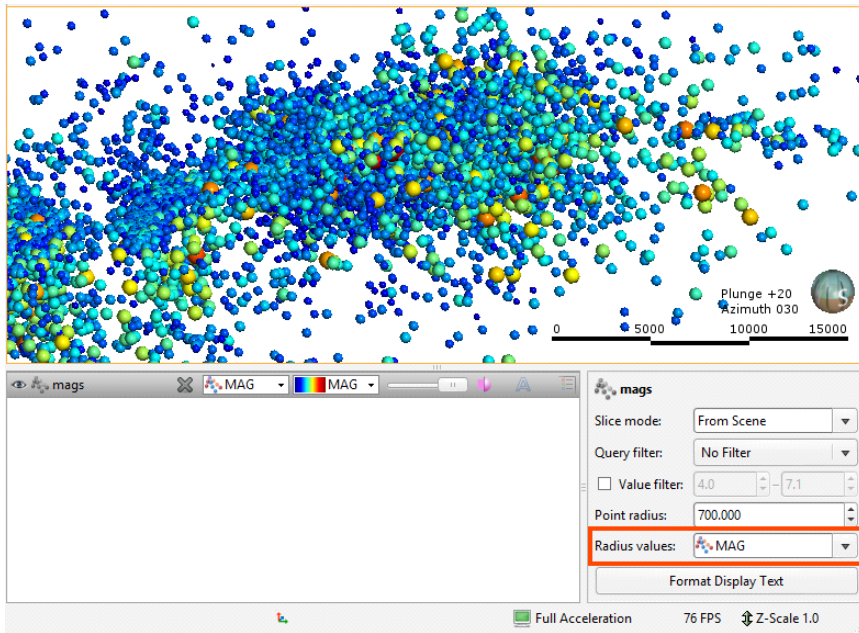 Plunge +20
Azimuth 030
0 5000 10000 15000
mags MAG MAG
mags
Slice mode: From Scene
Query filter: No Filter
Value filter: 4.0 – 7.1
Point radius: 700.000
Radius values: MAG
Format Display Text
Full Acceleration 76 FPS Z-Scale 1.0